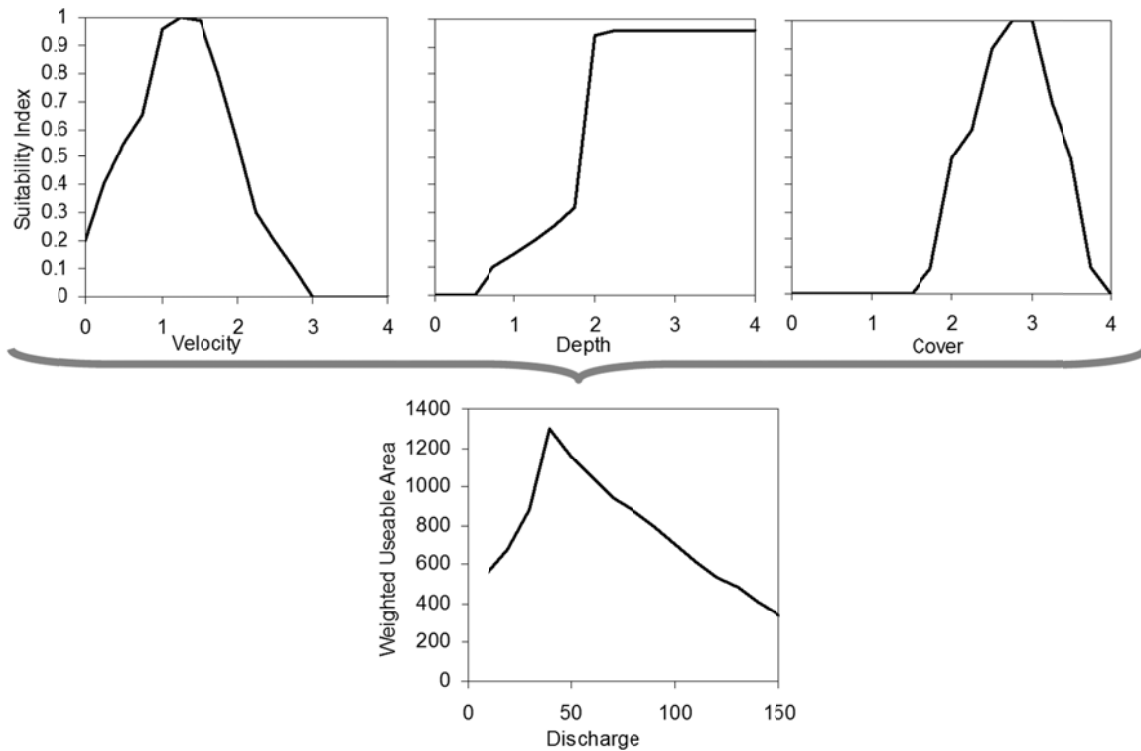 Suitability Index
1
0.9
0.8
0.7
0.6
0.5
0.4
0.3
0.2
0.1
0
0 1 2 3 4
Velocity
0 1 2 3 4
Depth
0 1 2 3 4
Cover
Weighted Useable Area
1400
1200
1000
800
600
400
200
0
0 50 100 150
Discharge